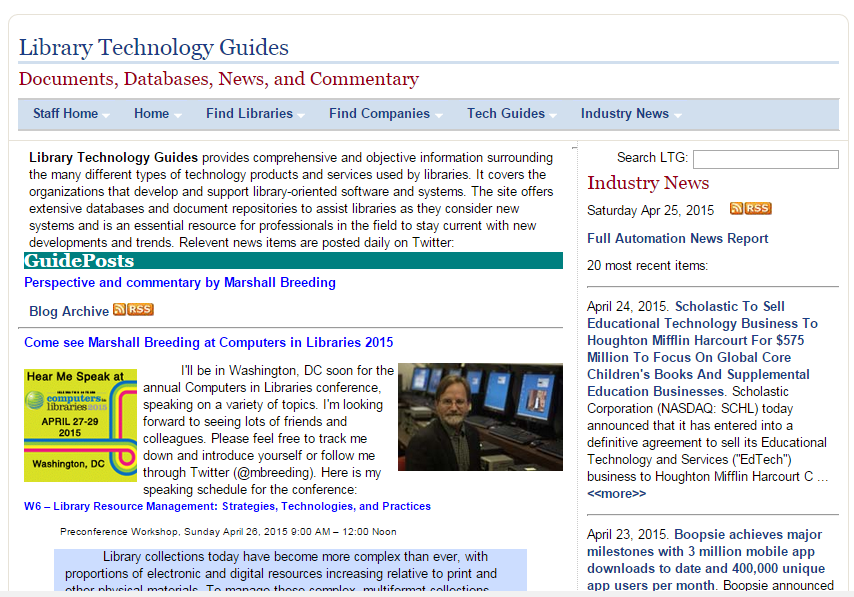 Library Technology Guides
Documents, Databases, News, and Commentary
Staff Home Home Find Libraries Find Companies Tech Guides Industry News
Library Technology Guides provides comprehensive and objective information surrounding
the many different types of technology products and services used by libraries. It covers the
organizations that develop and support library-oriented software and systems. The site offers
extensive databases and document repositories to assist libraries as they consider new
systems and is an essential resource for professionals in the field to stay current with new
developments and trends. Relevent news items are posted daily on Twitter:
GuidePosts
Perspective and commentary by Marshall Breeding
Blog Archive RSS
Come see Marshall Breeding at Computers in Libraries 2015
Hear Me Speak at
computers in
libraries2015
APRIL 27-29
2015
Washington, DC
I'll be in Washington, DC soon for the
annual Computers in Libraries conference,
speaking on a variety of topics. I'm looking
forward to seeing lots of friends and
colleagues. Please feel free to track me
down and introduce yourself or follow me
through Twitter (@mbreeding). Here is my
speaking schedule for the conference:
W6 – Library Resource Management: Strategies, Technologies, and Practices
Preconference Workshop, Sunday April 26, 2015 9:00 AM – 12:00 Noon
Library collections today have become more complex than ever, with
proportions of electronic and digital resources increasing relative to print and
other physical materials. To manage these complex, multiformat collections
Search LTG:
Industry News
Saturday Apr 25, 2015 RSS
Full Automation News Report
20 most recent items:
April 24, 2015. Scholastic To Sell
Educational Technology Business To
Houghton Mifflin Harcourt For $575
Million To Focus On Global Core
Children's Books And Supplemental
Education Businesses. Scholastic
Corporation (NASDAQ: SCHL) today
announced that it has entered into a
definitive agreement to sell its Educational
Technology and Services ("EdTech")
business to Houghton Mifflin Harcourt C ...
<<more>>
April 23, 2015. Boopsie achieves major
milestones with 3 million mobile app
downloads to date and 400,000 unique
app users per month. Boopsie announced